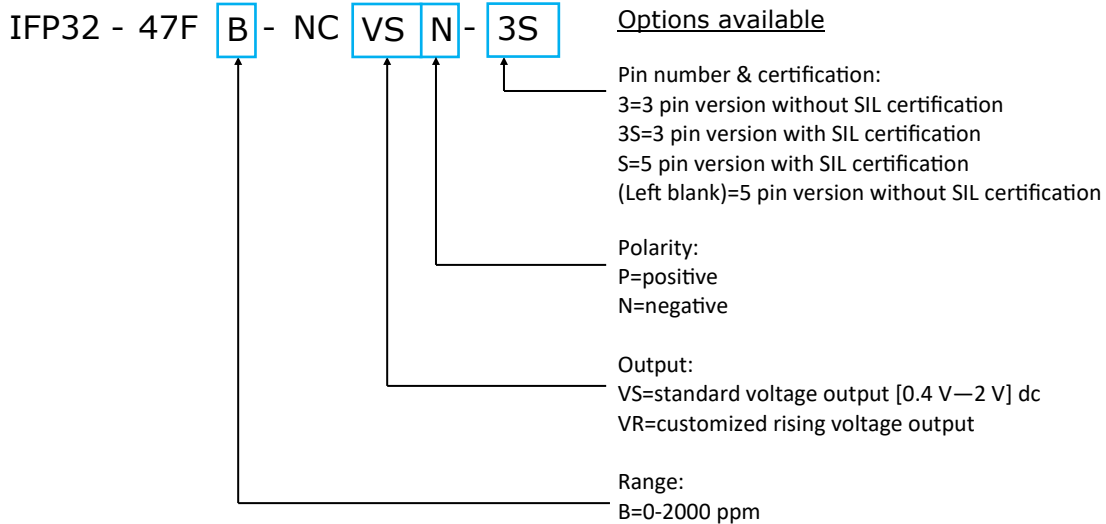 IFP32 - 47F B - NC VS N - 3S
Options available
Pin number & certification:
3=3 pin version without SIL certification
3S=3 pin version with SIL certification
S=5 pin version with SIL certification
(Left blank)=5 pin version without SIL certification
Polarity:
P=positive
N=negative
Output:
VS=standard voltage output [0.4 V—2 V] dc
VR=customized rising voltage output
Range:
B=0-2000 ppm